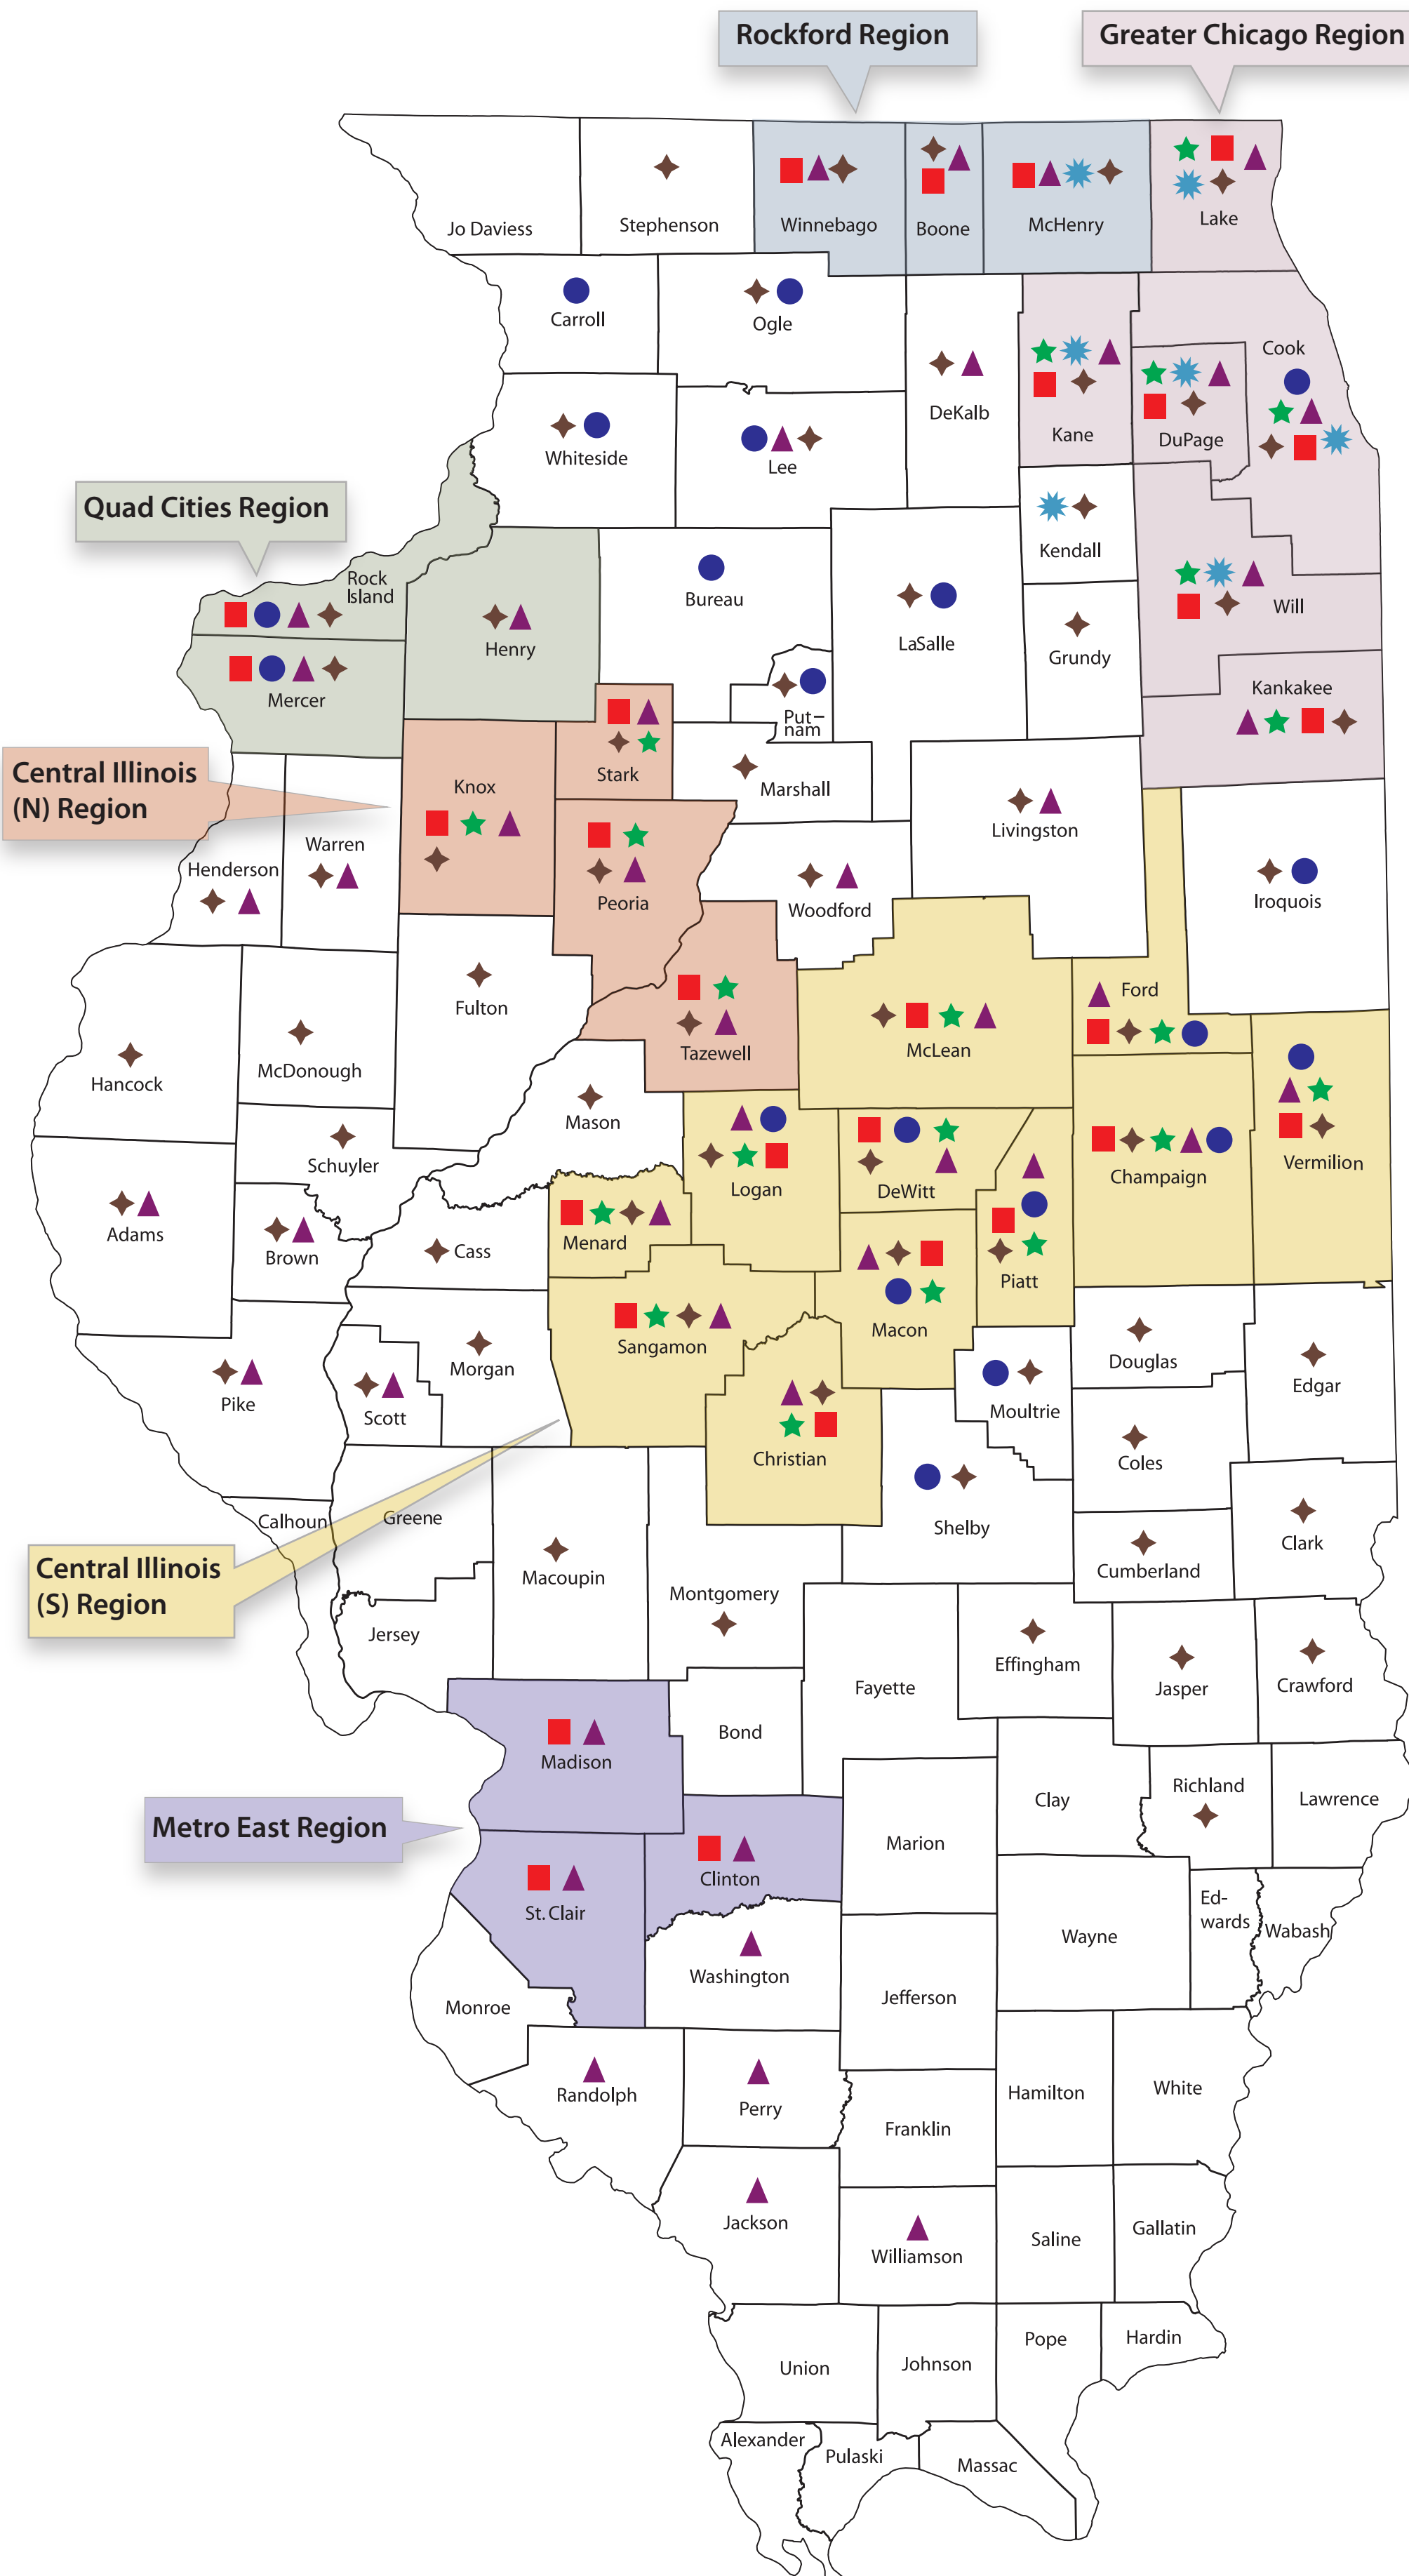 Rockford Region
Greater Chicago Region
Jo Daviess
Stephenson
Winnebago
Boone
McHenry
Lake
Carroll
Ogle
DeKalb
Kane
DuPage
Cook
Whiteside
Lee
Quad Cities Region
Kendall
Rock
Island
Bureau
LaSalle
Will
Henry
Grundy
Mercer
Put–
nam
Kankakee
Central Illinois
(N) Region
Knox
Stark
Marshall
Livingston
Warren
Henderson
Peoria
Woodford
Iroquois
Fulton
Ford
Tazewell
McLean
Hancock
McDonough
Mason
Schuyler
Logan
DeWitt
Champaign
Vermilion
Adams
Brown
Cass
Menard
Piatt
Sangamon
Macon
Morgan
Douglas
Edgar
Pike
Scott
Moultrie
Christian
Coles
Calhoun
Greene
Shelby
Clark
Central Illinois
(S) Region
Macoupin
Cumberland
Montgomery
Jersey
Effingham
Fayette
Jasper
Crawford
Bond
Madison
Richland
Clay
Lawrence
Metro East Region
Marion
Clinton
St. Clair
Ed-
wards
Wabash
Wayne
Washington
Monroe
Jefferson
Randolph
Perry
Hamilton
White
Franklin
Jackson
Williamson
Saline
Gallatin
Union
Johnson
Pope
Hardin
Alexander
Pulaski
Massac